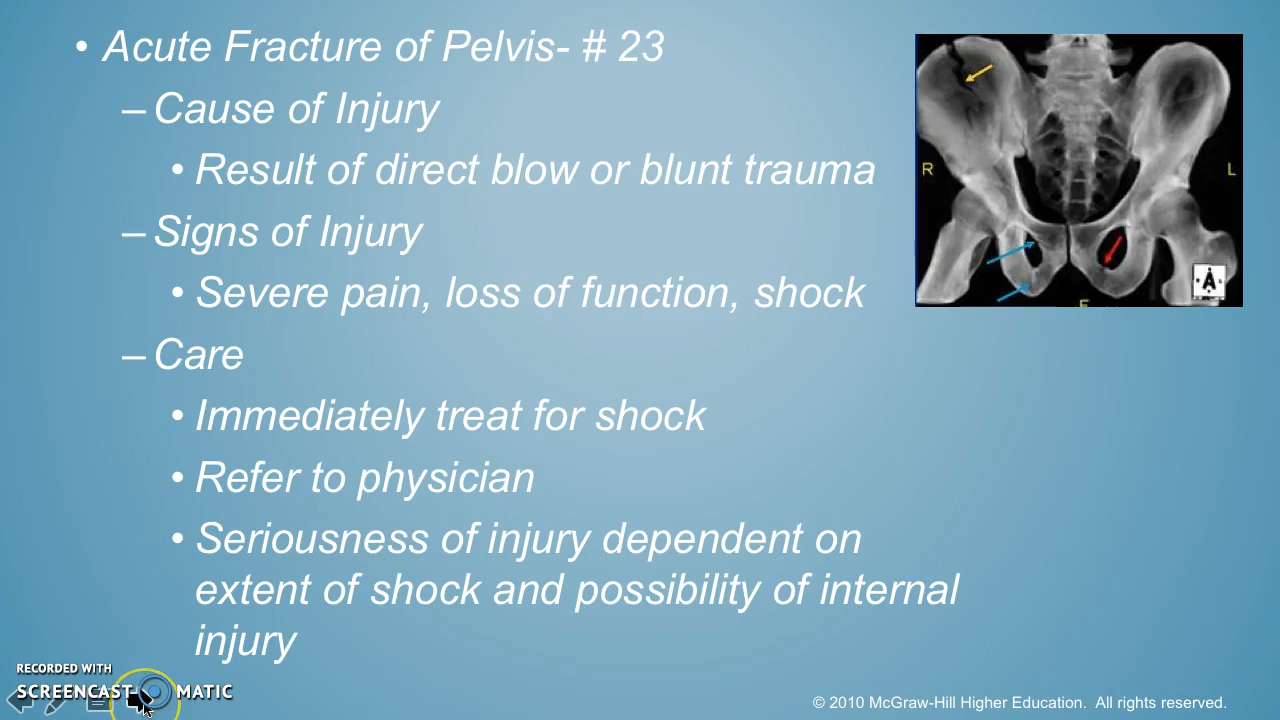 • Acute Fracture of Pelvis- # 23
– Cause of Injury
• Result of direct blow or blunt trauma
– Signs of Injury
• Severe pain, loss of function, shock
– Care
• Immediately treat for shock
• Refer to physician
• Seriousness of injury dependent on
extent of shock and possibility of internal
injury
R
L
A
RECORDED WITH
SCREENCAST MATIC
© 2010 McGraw-Hill Higher Education. All rights reserved.